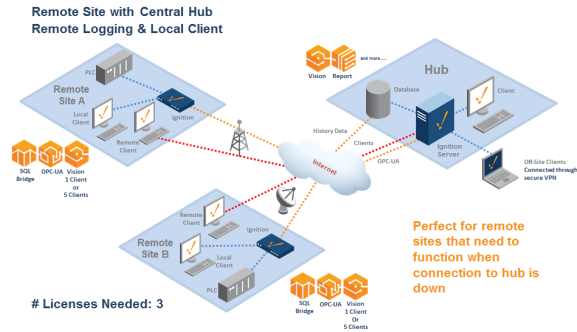 Remote Site with Central Hub
Remote Logging & Local Client
PLC
Remote
Site A
Local
Client
Ignition
Remote
Client
SQL
Bridge
OPC-UA
Vision
1 Client
or
5 Clients
Vision
Report
and more....
Hub
Database
Client
History Data
Clients
OPC-UA
Ignition
Server
Internet
Off-Site Clients
Connected through
secure VPN
Remote
Client
Ignition
Remote
Site B
Local
Client
PLC
SQL
Bridge
OPC-UA
Vision
1 Client
Or
5 Clients
Perfect for remote
sites that need to
function when
connection to hub is
down
# Licenses Needed: 3